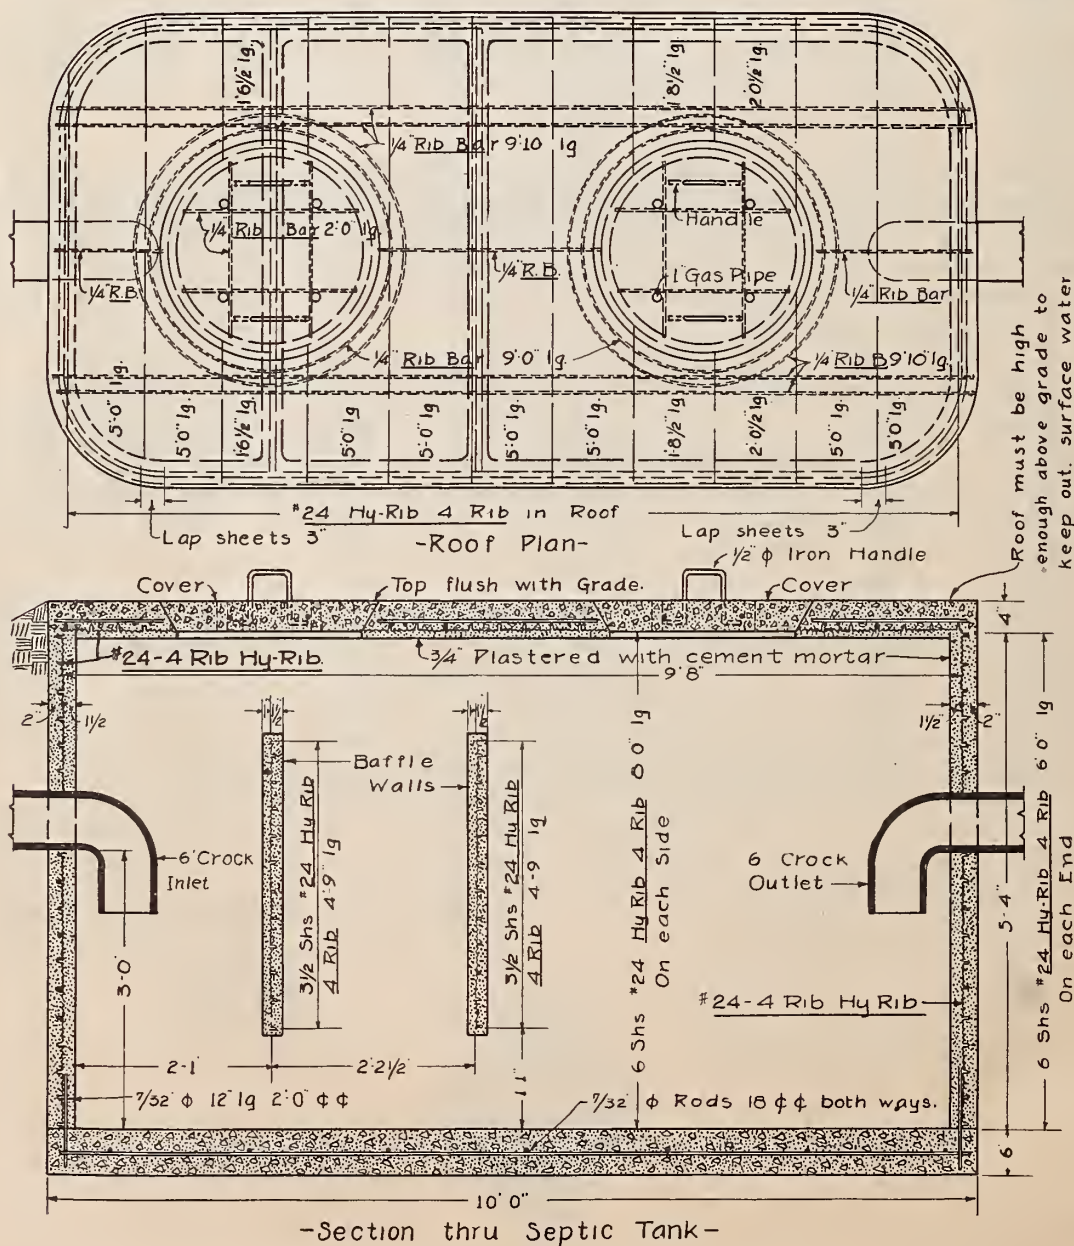 1'6½" lg.
1'8½" lg.
2'0½" lg.
¼" Rib Bar 9'10 lg
¼" Rib Bar 2'0" lg.
Handle
¼" R.B.
1" Gas Pipe
¼" R.B.
¼" Rib Bar
¼" Rib Bar 9'0" lg.
¼" Rib B 9'10" lg.
5'-0" lg.
5'0" lg.
1'6½" lg.
5'0" lg.
5'-0" lg.
5'-0" lg.
5'0" lg.
1'8½" lg.
2'0½" lg.
5'0" lg.
5'0" lg.
#24 Hy-Rib 4 Rib in Roof
Lap sheets 3"
Lap sheets 3"
-Roof Plan-
Roof must be high
enough above grade to
keep out. surface water
½" φ Iron Handle
Cover
Top flush with Grade.
Cover
4"
#24-4 Rib Hy-Rib.
¾" Plastered with cement mortar
9'8"
2"
1½
1½
1½
1½"
2"
Baffle
Walls
3½ Shs #24 Hy Rib
4 Rib 4'-9" lg
3½ Shs #24 Hy Rib
4 Rib 4'-9" lg
6 Shs #24 Hy Rib 4 Rib 8'0" lg
On each Side
6 Shs #24 Hy-Rib 4 Rib 6'0" lg
On each End
6" Crock
Inlet
6 Crock
Outlet
3'-0"
5'-4"
#24-4 Rib Hy Rib
2'-1"
2'2½"
1'1"
7/32" φ 12" lg 2'0" ¢ ¢
7/32" φ Rods 18 ¢ ¢ both ways.
6"
10'0"
-Section thru Septic Tank-